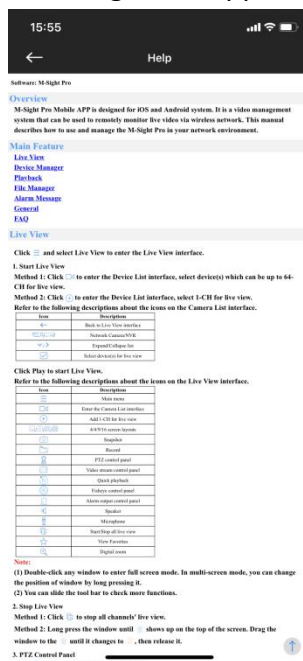 15:55
Help
Software: M-Sight Pro
Overview
M-Sight Pro Mobile APP is designed for iOS and Android system. It is a video management
system that can be used to remotely monitor live video via wireless network. This manual
describes how to use and manage the M-Sight Pro in your network environment.
Main Feature
Live View
Device Manager
Playback
File Manager
Alarm Message
General
FAQ
Live View
Click and select Live View to enter the Live View interface.
1. Start Live View
Method 1: Click to enter the Device List interface, select device(s) which can be up to 64-
CH for live view.
Method 2: Click to enter the Device List interface, select 1-CH for live view.
Refer to the following descriptions about the icons on the Camera List interface.
Icon Descriptions
Back to Live View interface
Network Camera/NVR
Expand/Collapse list
Select device(s) for live view
Click Play to start Live View.
Refer to the following descriptions about the icons on the Live View interface.
Icon Descriptions
Main menu
Enter the Camera List interface
Add 1-CH for live view
4/8/9/16 screen layouts
Snapshot
Record
PTZ control panel
Video stream control panel
Quick playback
Fisheye control panel
Alarm output control panel
Speaker
Microphone
Start/Stop all live view
View Favorites
Digital zoom
Note:
(1) Double-click any window to enter full screen mode. In multi-screen mode, you can change
the position of window by long pressing it.
(2) You can slide the tool bar to check more functions.
2. Stop Live View
Method 1: Click to stop all channels' live view.
Method 2: Long press the window until shows up on the top of the screen. Drag the
window to the until it changes to , then release it.
3. PTZ Control Panel